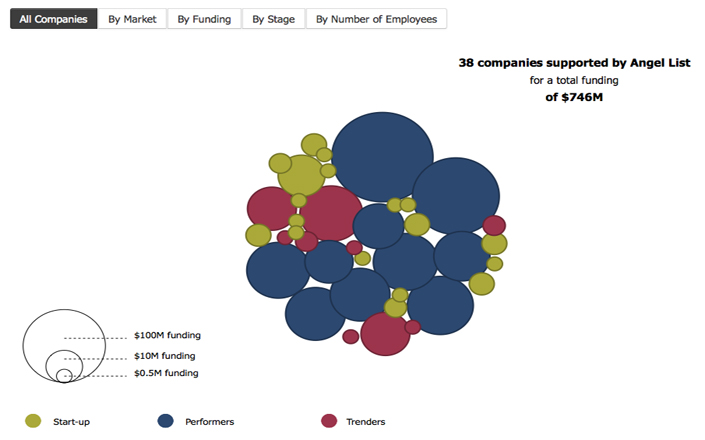 All Companies
By Market
By Funding
By Stage
By Number of Employees
38 companies supported by Angel List
for a total funding
of $746M
$100M funding
$10M funding
$0.5M funding
Start-up
Performers
Trenders